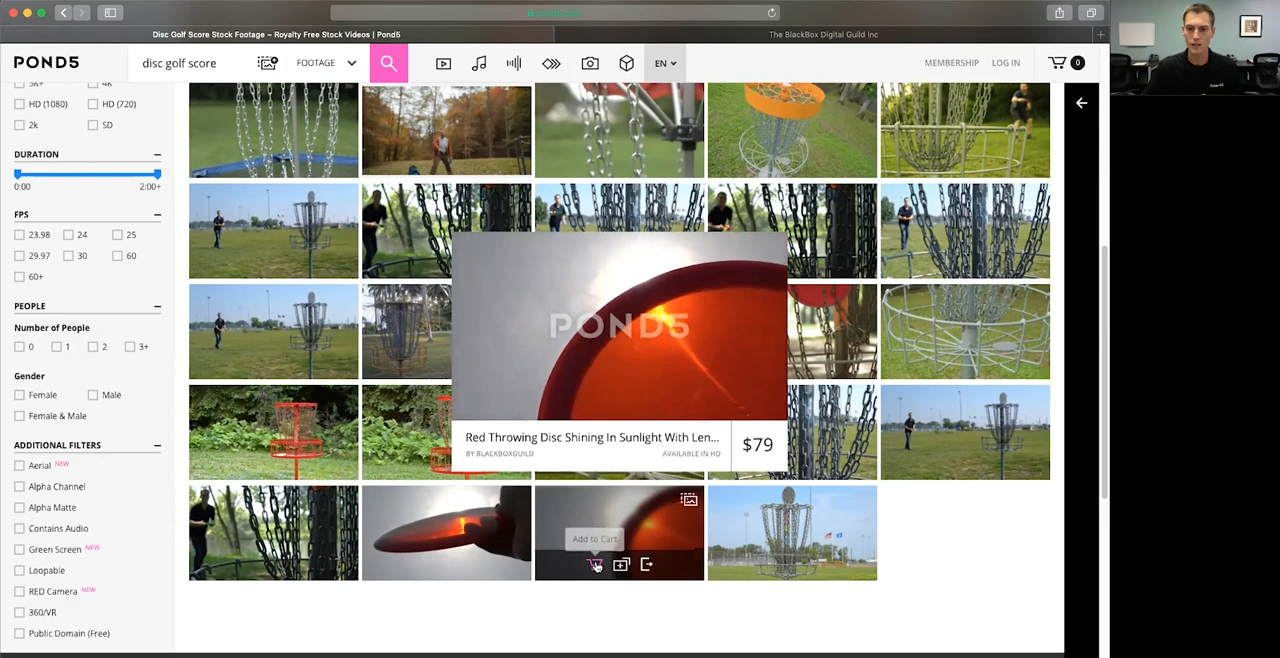 Disc Golf Score Stock Footage ~ Royalty Free Stock Videos | Pond5
The BlackBox Digital Guild Inc
POND5
disc golf score
FOOTAGE
EN
MEMBERSHIP
LOG IN
0
HD (1080)
HD (720)
2k
SD
DURATION
0:00
2:00+
FPS
23.98
24
25
29.97
30
60
60+
PEOPLE
Number of People
0
1
2
3+
Gender
Female
Male
Female & Male
ADDITIONAL FILTERS
Aerial NEW
Alpha Channel
Alpha Matte
Contains Audio
Green Screen NEW
Loopable
RED Camera NEW
360/VR
Public Domain (Free)
POND5
Red Throwing Disc Shining In Sunlight With Len...
BY BLACKBOXGUILD
AVAILABLE IN HD
$79
Add to Cart